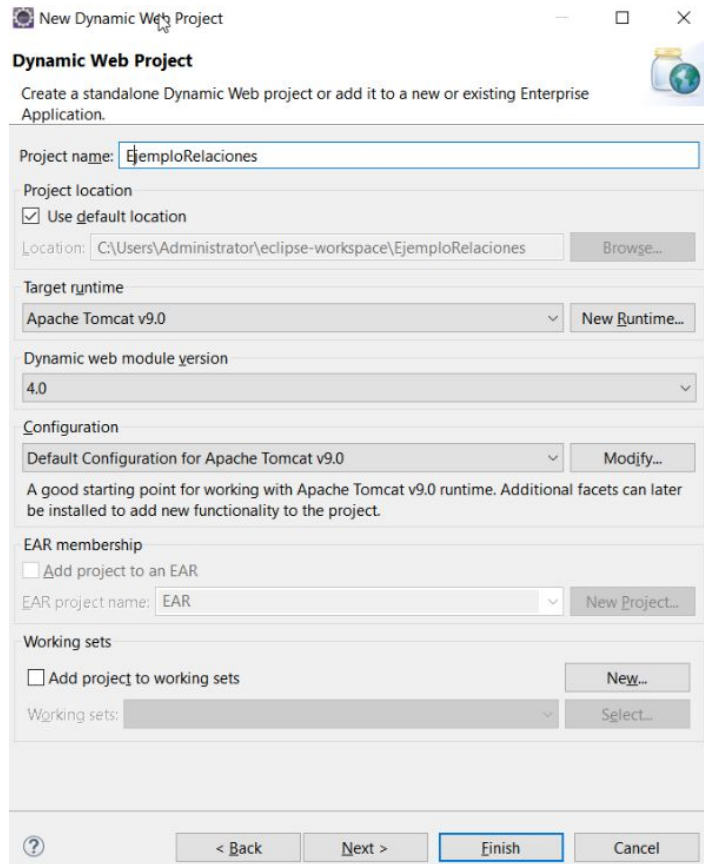 New Dynamic Web Project
Dynamic Web Project
Create a standalone Dynamic Web project or add it to a new or existing Enterprise
Application.
Project name: EjemploRelaciones
Project location
Use default location
Location: C:\Users\Administrator\eclipse-workspace\EjemploRelaciones Browse...
Target runtime
Apache Tomcat v9.0 New Runtime...
Dynamic web module version
4.0
Configuration
Default Configuration for Apache Tomcat v9.0 Modify...
A good starting point for working with Apache Tomcat v9.0 runtime. Additional facets can later
be installed to add new functionality to the project.
EAR membership
Add project to an EAR
EAR project name: EAR New Project...
Working sets
Add project to working sets New...
Working sets: Select...
? < Back Next > Finish Cancel